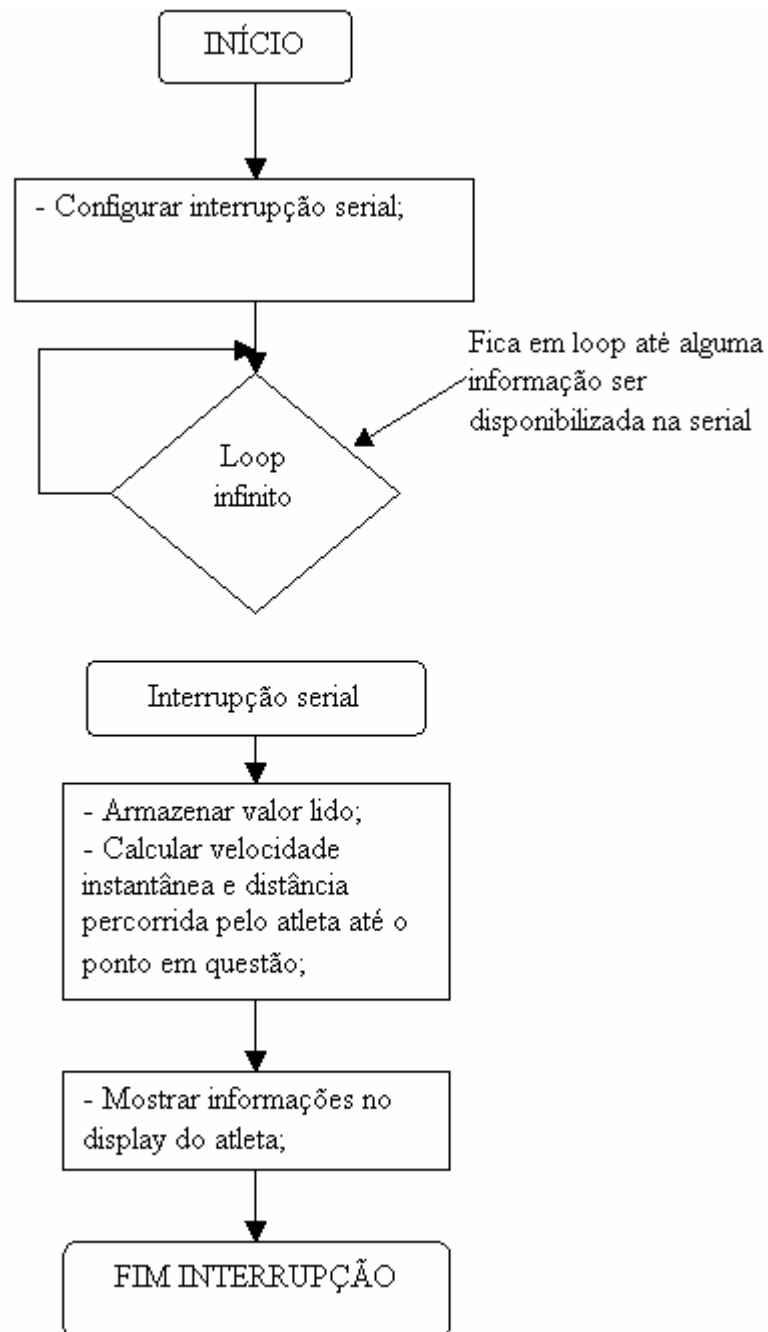 INÍCIO
- Configurar interrupção serial;
Fica em loop até alguma
informação ser
disponibilizada na serial
Loop
infinito
Interrupção serial
- Armazenar valor lido;
- Calcular velocidade
instantânea e distância
percorrida pelo atleta até o
ponto em questão;
- Mostrar informações no
display do atleta;
FIM INTERRUPÇÃO